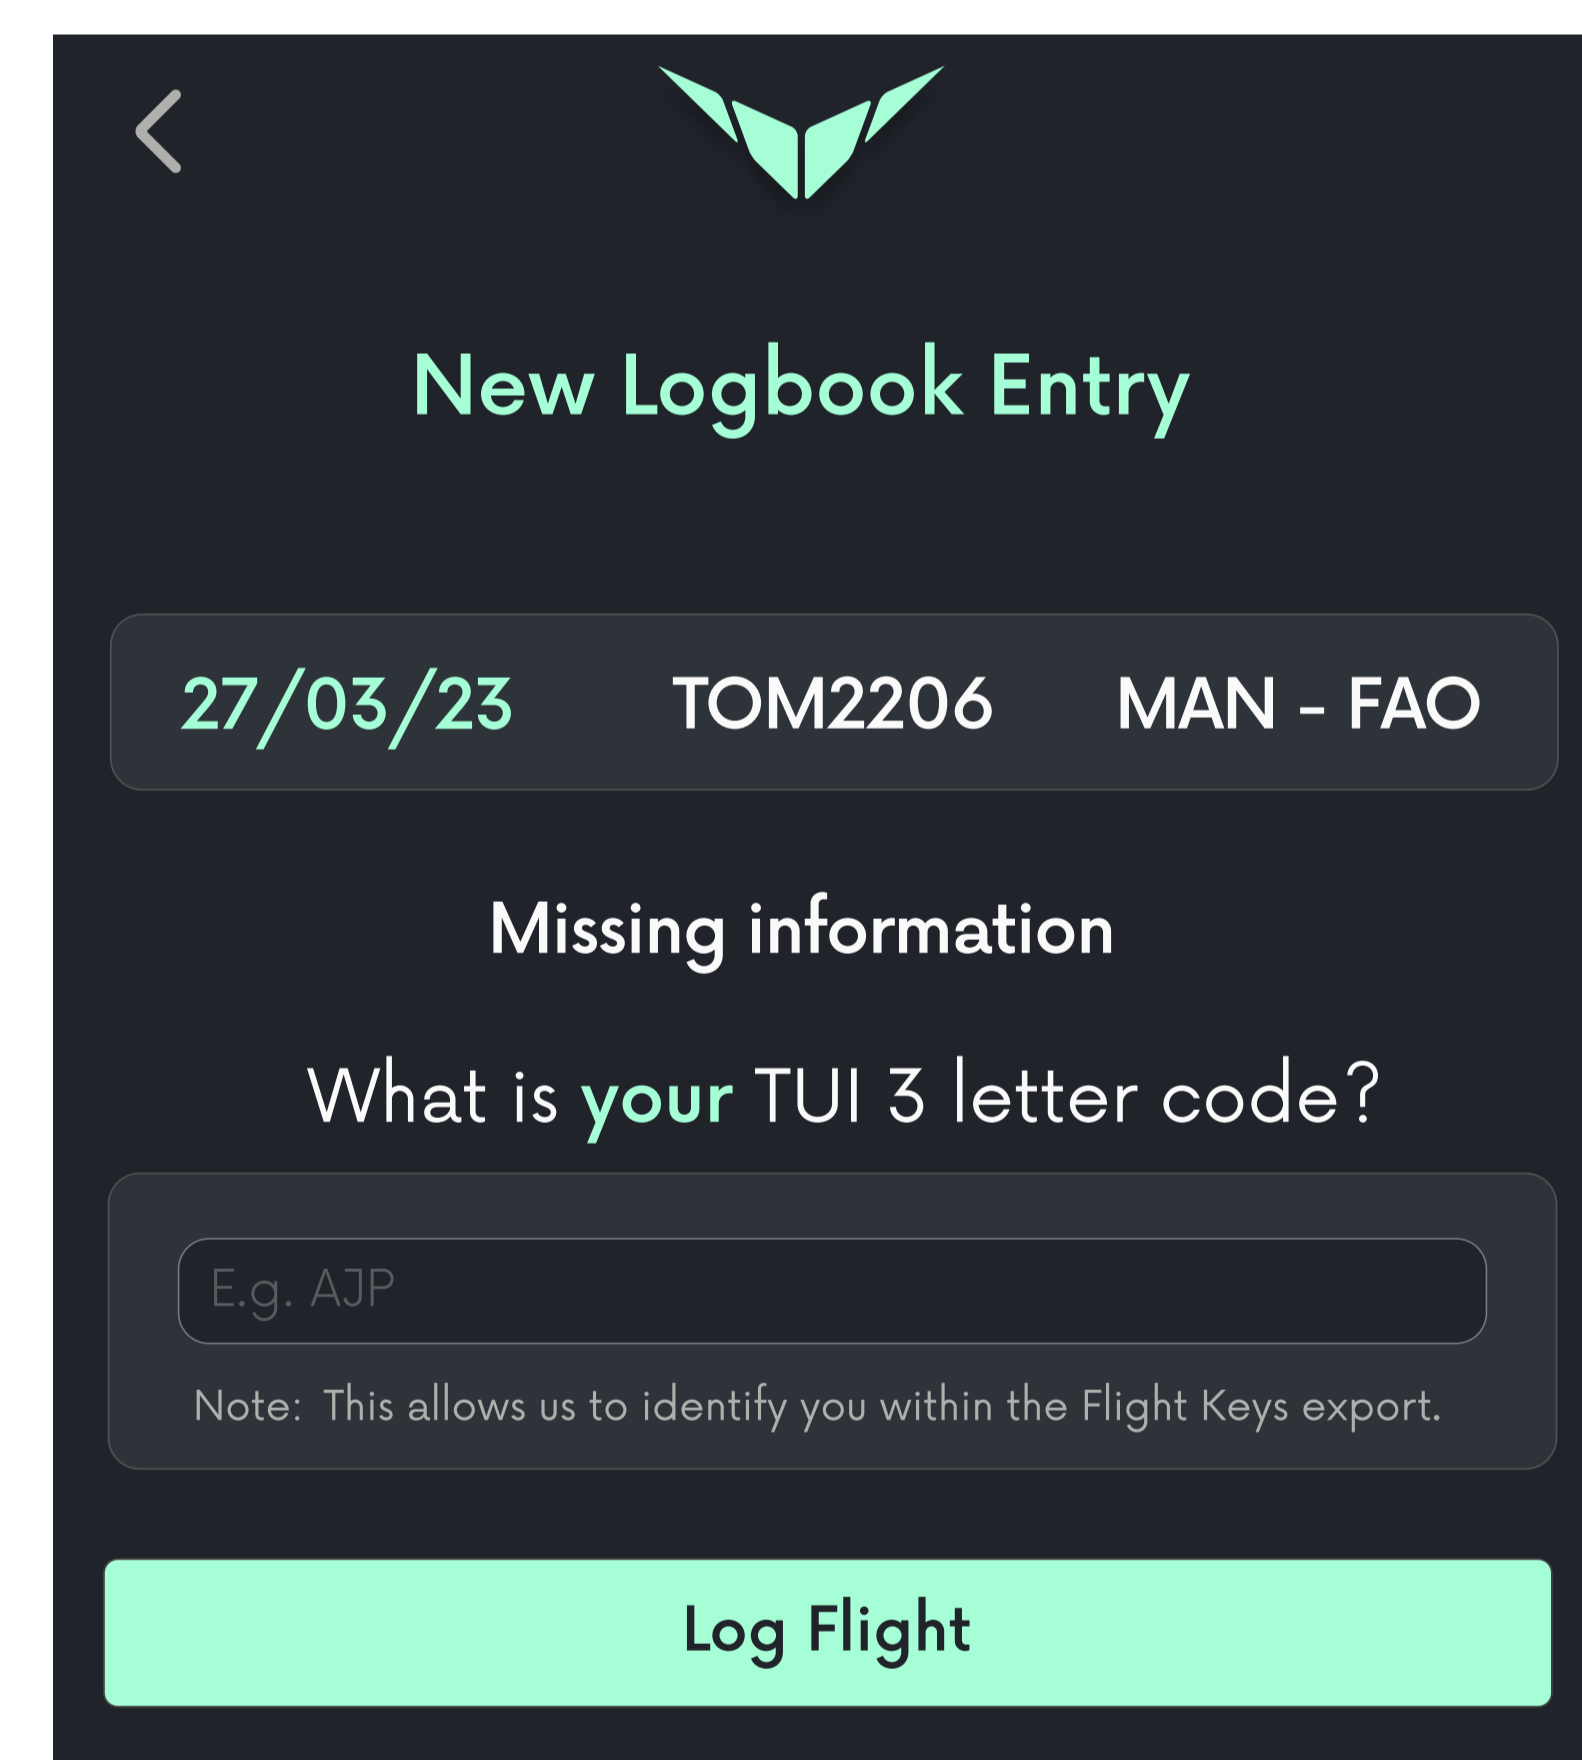 New Logbook Entry
27/03/23 TOM2206 MAN - FAO
Missing information
What is your TUI 3 letter code?
E.g. AJP
Note: This allows us to identify you within the Flight Keys export.
Log Flight